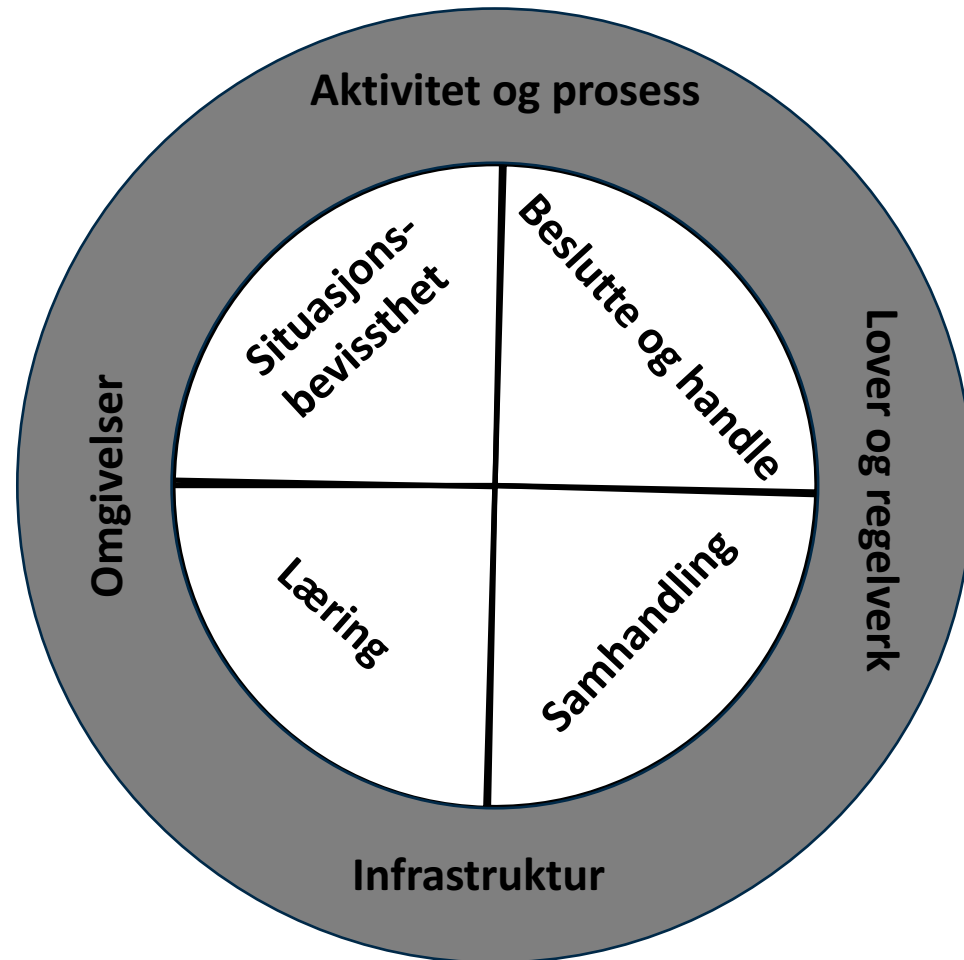 Aktivitet og prosess
Situasjons-
bevissthet
Beslutte og handle
Omgivelser
Lover og regelverk
Læring
Samhandling
Infrastruktur